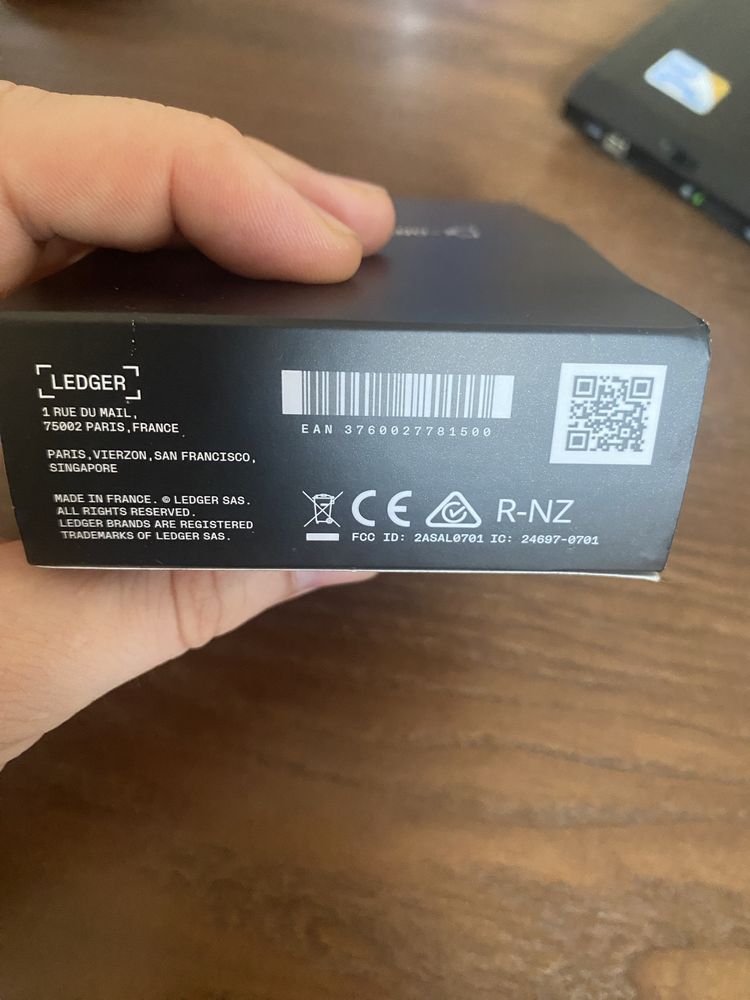 LEDGER
1 RUE DU MAIL,
75002 PARIS,FRANCE
PARIS,VIERZON,SAN FRANCISCO,
SINGAPORE
MADE IN FRANCE. © LEDGER SAS.
ALL RIGHTS RESERVED.
LEDGER BRANDS ARE REGISTERED
TRADEMARKS OF LEDGER SAS.
EAN 3760027781500
CE R-NZ
FCC ID: 2ASAL0701 IC: 24697-0701